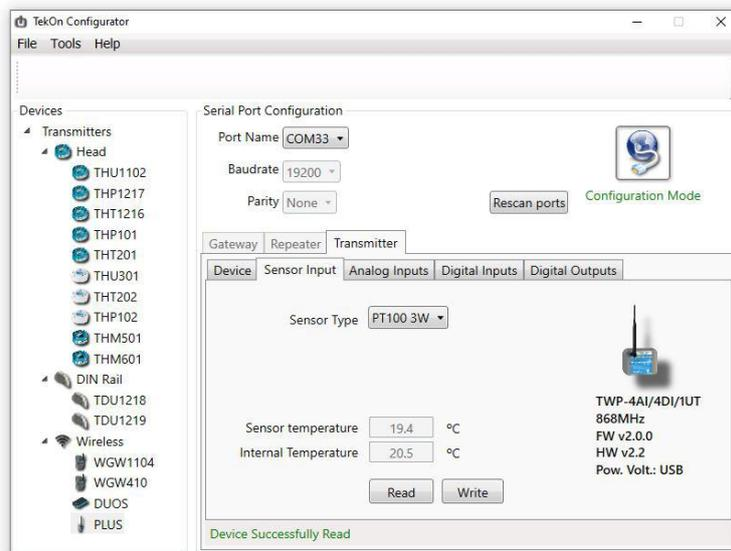 TekOn Configurator
File Tools Help
Devices
Transmitters
Head
THU1102
THP1217
THT1216
THP101
THT201
THU301
THT202
THP102
THM501
THM601
DIN Rail
TDU1218
TDU1219
Wireless
WGW1104
WGW410
DUOS
PLUS
Serial Port Configuration
Port Name COM33
Baudrate 19200
Parity None
Rescan ports
Configuration Mode
Gateway Repeater Transmitter
Device Sensor Input Analog Inputs Digital Inputs Digital Outputs
Sensor Type PT100 3W
Sensor temperature 19.4 ºC
Internal Temperature 20.5 ºC
Read Write
TWP-4AI/4DI/1UT
868MHz
FW v2.0.0
HW v2.2
Pow. Volt.: USB
Device Successfully Read